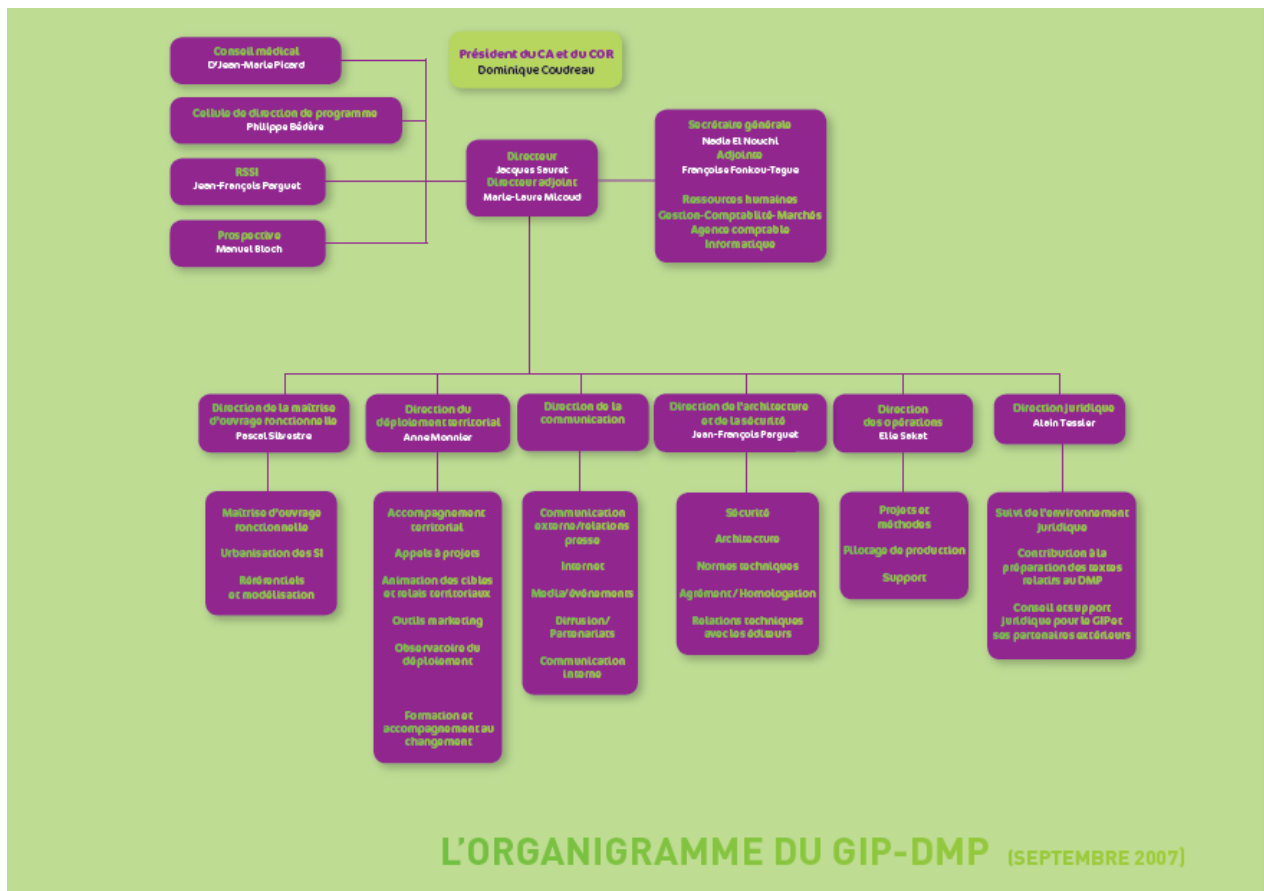 Conseil médical
Dr Jean-Marie Picard
Cellule de direction de programme
Philippe Bédère
RSSI
Jean-François Parguet
Prospective
Manuel Bloch
Président du CA et du COR
Dominique Coudreau
Directeur
Jacques Sauret
Directeur adjoint
Marie-Laure Micoud
Secrétaire générale
Nadia El Nouchi
Adjointe
Françoise Fonkou-Tague
Ressources humaines
Gestion-Comptabilité-Marchés
Agence comptable
Informatique
Direction de la maîtrise
d'ouvrage fonctionnelle
Pascal Silvestre
Direction du
déploiement territorial
Anne Monnier
Direction de la
communication
Direction de l'architecture
et de la sécurité
Jean-François Parguet
Direction
des opérations
Elie Sakat
Direction juridique
Alain Tessier
Maîtrise d'ouvrage
fonctionnelle
Urbanisation des SI
Référentiels
et modélisation
Accompagnement
territorial
Appels à projets
Animation des cibles
et relais territoriaux
Outils marketing
Observatoire du
déploiement
Formation et
accompagnement au
changement
Communication
externe/relations
presse
Internet
Media/événements
Diffusion/
Partenariats
Communication
interne
Sécurité
Architecture
Normes techniques
Agrément / Homologation
Relations techniques
avec les éditeurs
Projets et
méthodes
Pilotage de production
Support
Suivi de l'environnement
juridique
Contribution à la
préparation des textes
relatifs au DMP
Conseil et support
juridique pour le GIP et
ses partenaires extérieurs
L'ORGANIGRAMME DU GIP-DMP (SEPTEMBRE 2007)